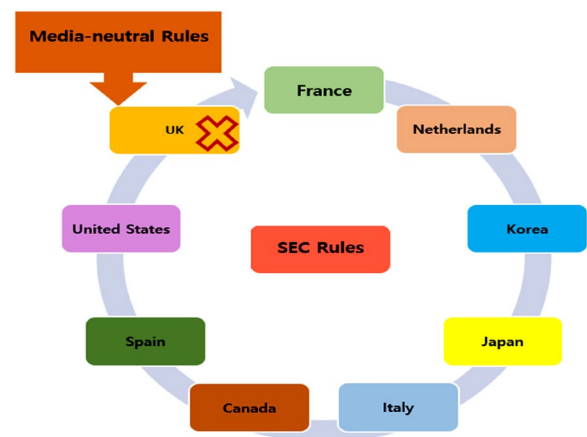 Media-neutral Rules
France
UK
Netherlands
United States
SEC Rules
Korea
Spain
Japan
Canada
Italy